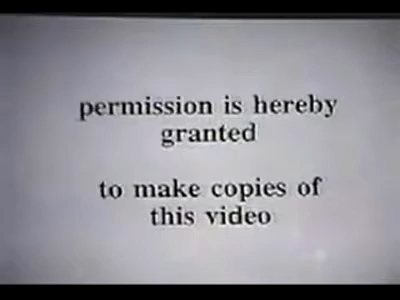 permission is hereby
granted
to make copies of
this video